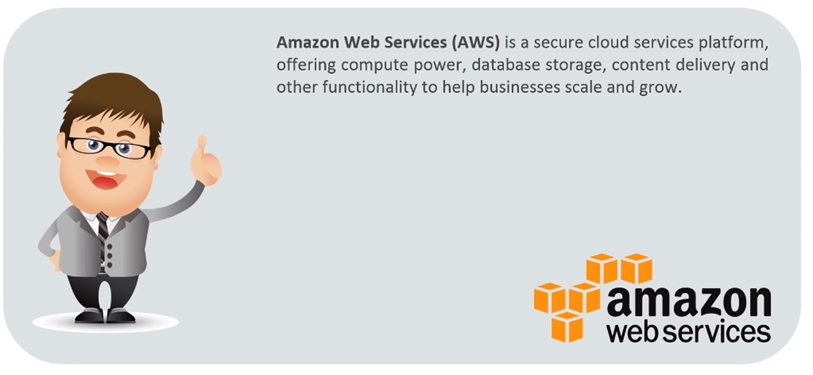 Amazon Web Services (AWS) is a secure cloud services platform,
offering compute power, database storage, content delivery and
other functionality to help businesses scale and grow.
amazon
web services